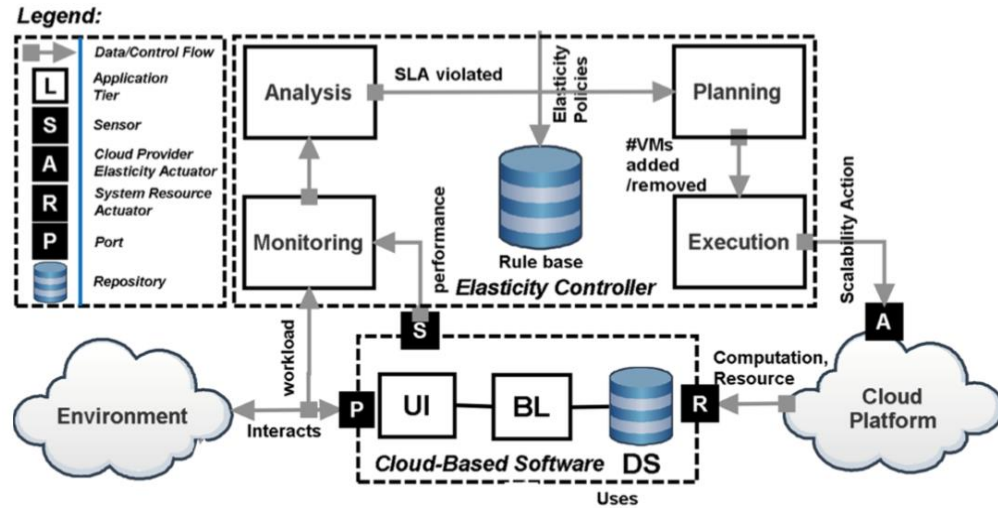 Legend:
Data/Control Flow
L
Application
Tier
S
Sensor
A
Cloud Provider
Elasticity Actuator
R
System Resource
Actuator
P
Port
Repository
Analysis
SLA violated
Elasticity
Policies
Planning
#VMs
added
/removed
Monitoring
performance
Rule base
Execution
Scalability Action
Elasticity Controller
workload
S
A
Environment
Interacts
P
UI
BL
DS
R
Computation,
Resource
Cloud
Platform
Cloud-Based Software
Uses